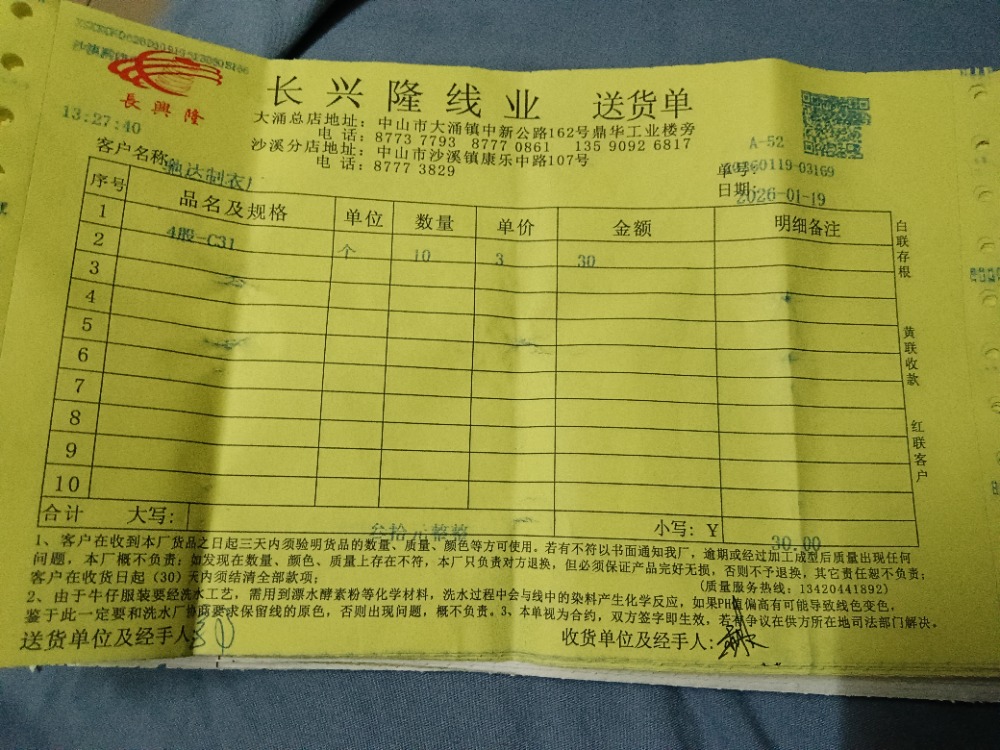 長興隆
长兴隆线业 送货单
13:27:40
大涌总店地址：中山市大涌镇中新公路162号鼎华工业楼旁
电话：8773 7793 8777 0861 135 9092 6817
沙溪分店地址：中山市沙溪镇康乐中路107号
电话：8777 3829
A-52
客户名称 达制衣
单号： 20260119-03169
日期： 2026-01-19
序号 品名及规格 单位 数量 单价 金额 明细备注
1 4股-C31 个 10 3 30
2
3
4
5
6
7
8
9
10
合计 大写： 叁拾元整 小写：￥ 30.00
白联存根
黄联收款
红联客户
1、客户在收到本厂货品之日起三天内须验明货品的数量、质量、颜色等方可使用。若有不符以书面通知我厂，逾期或经过加工成型后质量出现任何
问题，本厂概不负责；如发现在数量、颜色、质量上存在不符，本厂只负责对方退换，但必须保证产品完好无损，否则不予退换，其它责任恕不负责；
客户在收货日起（30）天内须结清全部款项； （质量服务热线：13420441892）
2、由于牛仔服装要经洗水工艺，需用到漂水酵素粉等化学材料，洗水过程中会与线中的染料产生化学反应，如果PH值偏高有可能导致线色变色，
鉴于此一定要和洗水厂协商要求保留线的原色，否则出现问题，概不负责。3、本单视为合约，双方签字即生效，若有争议在供方所在地司法部门解决。
送货单位及经手人 收货单位及经手人：